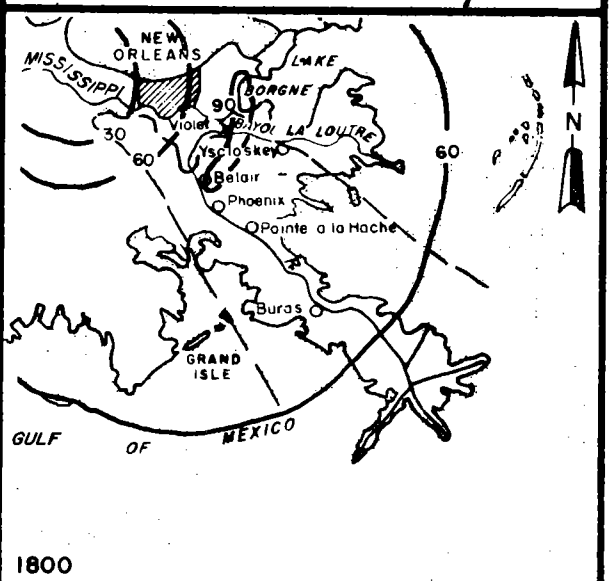 NEW
ORLEANS
MISSISSIPPI
LAKE
BORGNE
90
BAYOU LA LOUTRE
30
Violet
Yscloskey
60
60
N
Belair
Phoenix
Pointe a la Hache
R
Buras
GRAND
ISLE
GULF OF MEXICO
1800